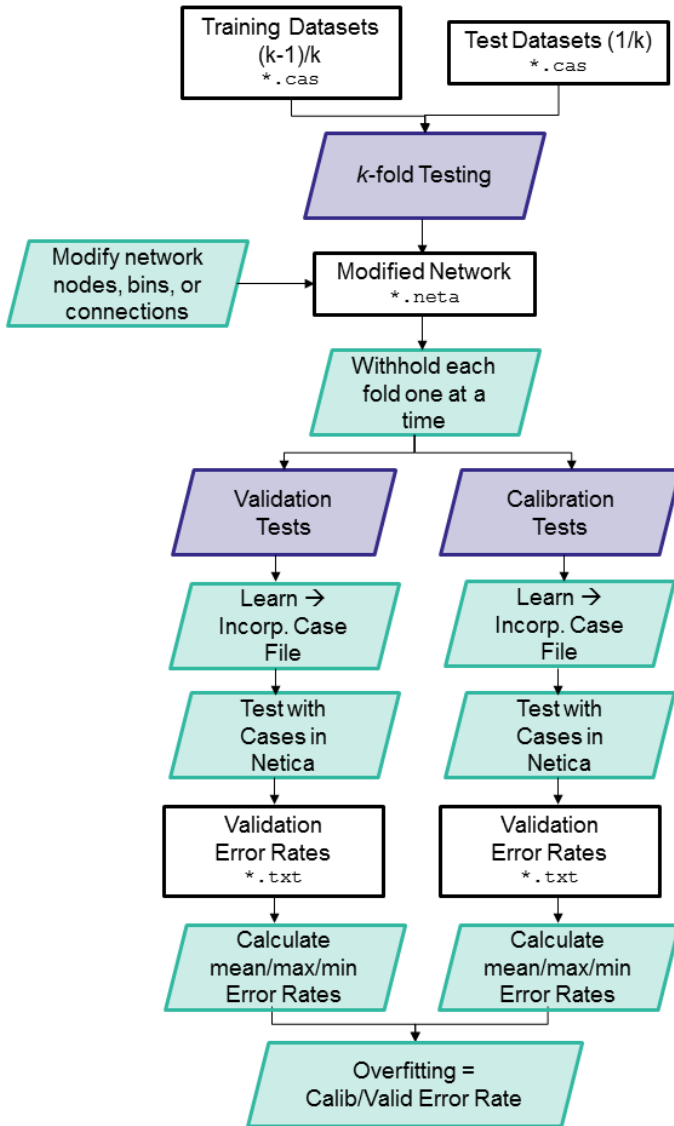 Training Datasets
(k-1)/k
*.cas
Test Datasets (1/k)
*.cas
k-fold Testing
Modify network
nodes, bins, or
connections
Modified Network
*.neta
Withhold each
fold one at a
time
Validation
Tests
Calibration
Tests
Learn →
Incorp. Case
File
Learn →
Incorp. Case
File
Test with
Cases in
Netica
Test with
Cases in
Netica
Validation
Error Rates
*.txt
Validation
Error Rates
*.txt
Calculate
mean/max/min
Error Rates
Calculate
mean/max/min
Error Rates
Overfitting =
Calib/Valid Error Rate